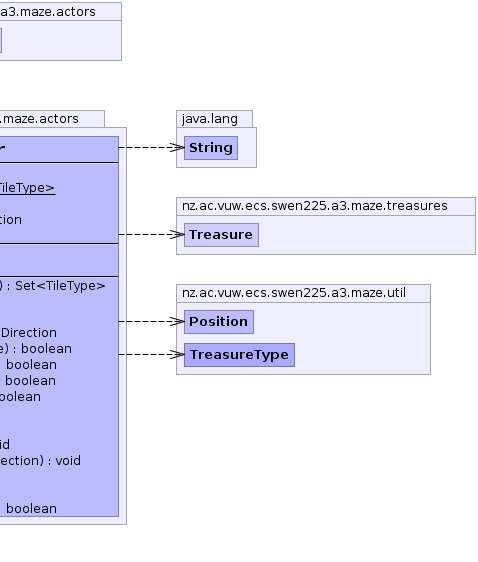 a3.maze.actors
maze.actors
r
TileType>
tion
) : Set<TileType>
Direction
e) : boolean
boolean
boolean
oolean
id
ection) : void
boolean
java.lang
String
nz.ac.vuw.ecs.swen225.a3.maze.treasures
Treasure
nz.ac.vuw.ecs.swen225.a3.maze.util
Position
TreasureType